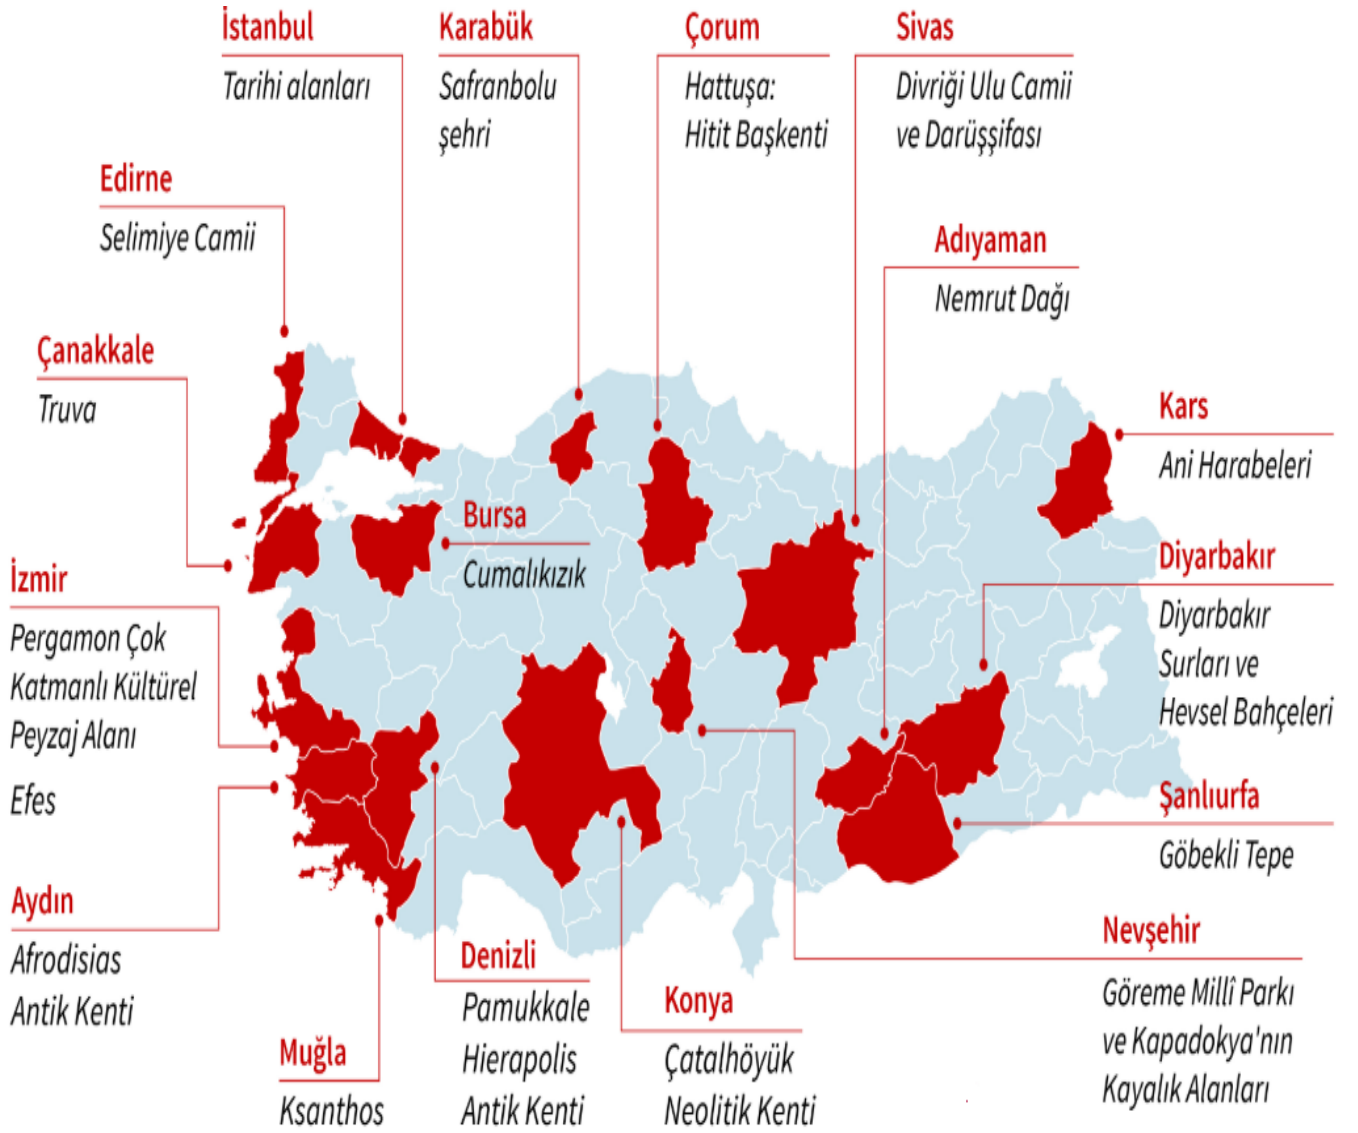 İstanbul
Tarihi alanları
Karabük
Safranbolu
şehri
Çorum
Hattuşa:
Hitit Başkenti
Sivas
Divriği Ulu Camii
ve Darüşşifası
Edirne
Selimiye Camii
Adıyaman
Nemrut Dağı
Çanakkale
Truva
Kars
Ani Harabeleri
Bursa
Cumalıkızık
İzmir
Pergamon Çok
Katmanlı Kültürel
Peyzaj Alanı
Efes
Diyarbakır
Diyarbakır
Surları ve
Hevsel Bahçeleri
Şanlıurfa
Göbekli Tepe
Aydın
Afrodisias
Antik Kenti
Muğla
Ksanthos
Denizli
Pamukkale
Hierapolis
Antik Kenti
Konya
Çatalhöyük
Neolitik Kenti
Nevşehir
Göreme Millî Parkı
ve Kapadokya'nın
Kayalık Alanları